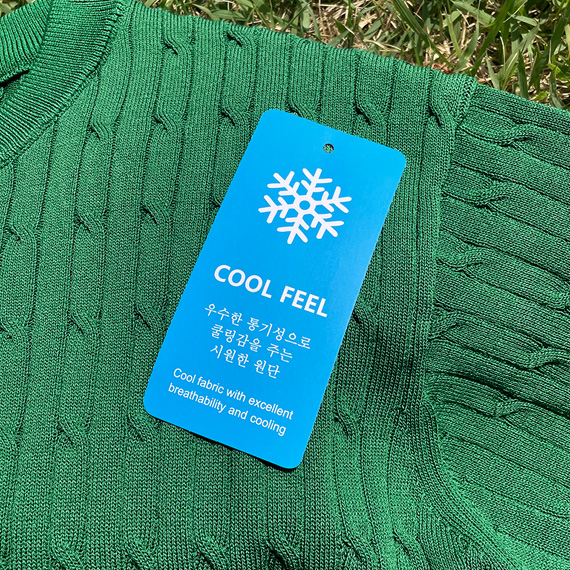 COOL FEEL
우수한 통기성으로
쿨링감을 주는
시원한 원단
Cool fabric with excellent
breathability and cooling